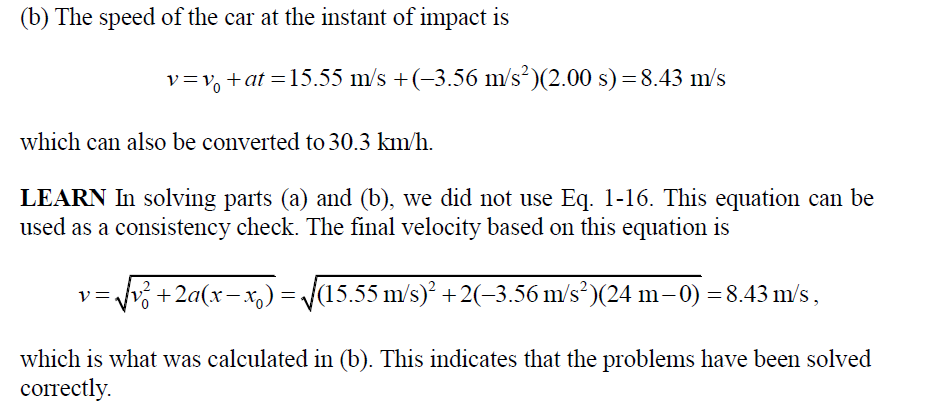 (b) The speed of the car at the instant of impact is
v = v₀ + at = 15.55 m/s + (−3.56 m/s²)(2.00 s) = 8.43 m/s
which can also be converted to 30.3 km/h.
LEARN In solving parts (a) and (b), we did not use Eq. 1-16. This equation can be
used as a consistency check. The final velocity based on this equation is
v = √(v₀² + 2a(x − x₀)) = √((15.55 m/s)² + 2(−3.56 m/s²)(24 m − 0)) = 8.43 m/s ,
which is what was calculated in (b). This indicates that the problems have been solved
correctly.